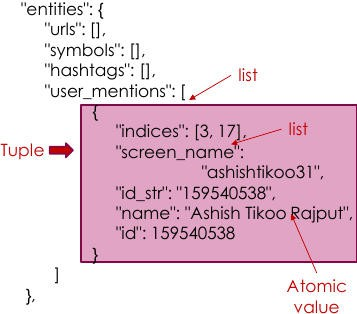 "entities": {
"urls": [],
"symbols": [],
"hashtags": [],
"user_mentions": [
list
{
"indices": [3, 17],
list
"screen_name":
Tuple
"ashishtikoo31",
"id_str": "159540538",
"name": "Ashish Tikoo Rajput",
"id": 159540538
}
]
Atomic
value
},